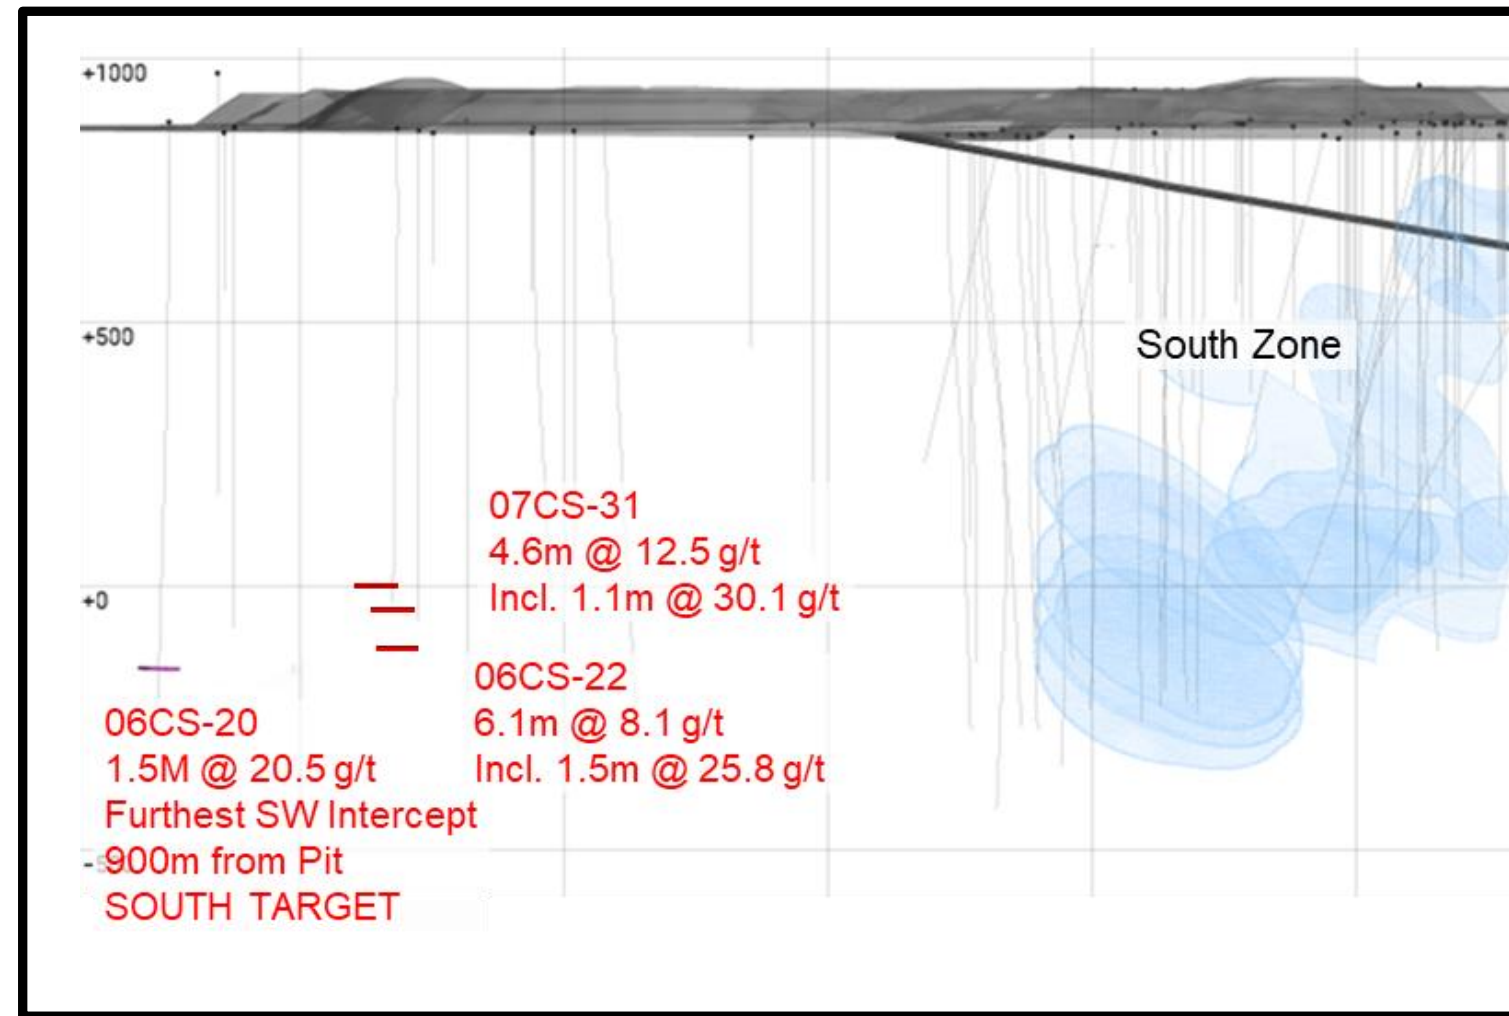 +1000
+500
South Zone
07CS-31
4.6m @ 12.5 g/t
Incl. 1.1m @ 30.1 g/t
+0
06CS-22
6.1m @ 8.1 g/t
Incl. 1.5m @ 25.8 g/t
06CS-20
1.5M @ 20.5 g/t
Furthest SW Intercept
900m from Pit
SOUTH TARGET